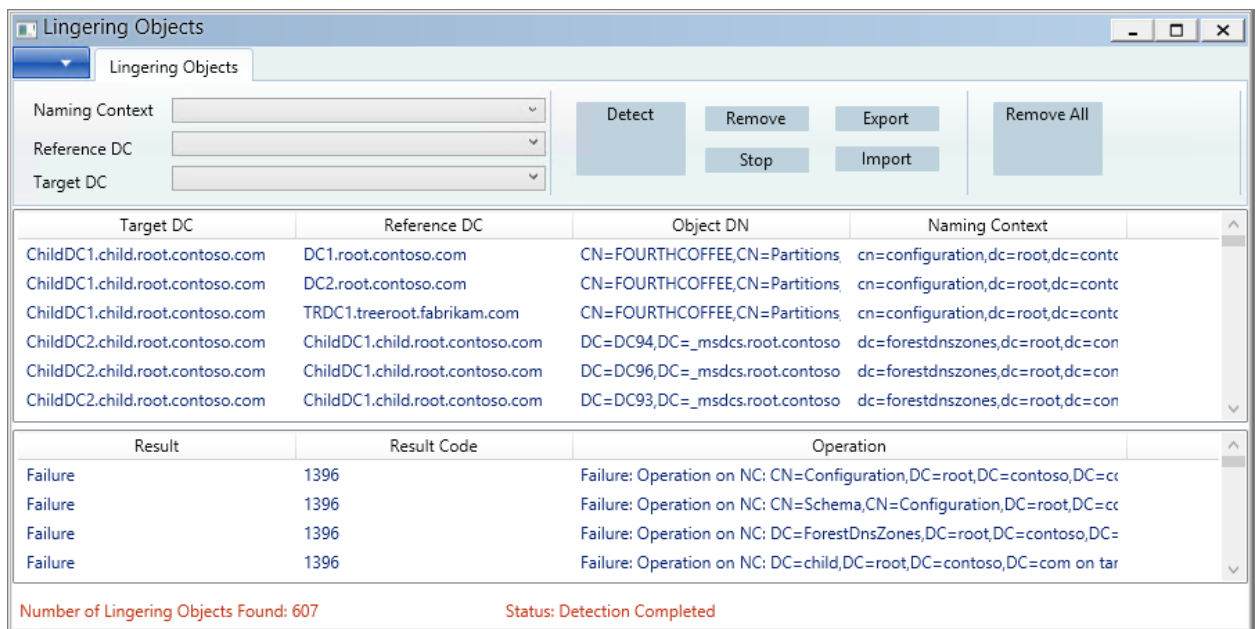 Lingering Objects
Lingering Objects
Naming Context
Reference DC
Target DC
Detect Remove Export Remove All
Stop Import
Target DC Reference DC Object DN Naming Context
ChildDC1.child.root.contoso.com DC1.root.contoso.com CN=FOURTHCOFFEE,CN=Partitions, cn=configuration,dc=root,dc=contc
ChildDC1.child.root.contoso.com DC2.root.contoso.com CN=FOURTHCOFFEE,CN=Partitions, cn=configuration,dc=root,dc=contc
ChildDC1.child.root.contoso.com TRDC1.treeroot.fabrikam.com CN=FOURTHCOFFEE,CN=Partitions, cn=configuration,dc=root,dc=contc
ChildDC2.child.root.contoso.com ChildDC1.child.root.contoso.com DC=DC94,DC=_msdcs.root.contoso dc=forestdnszones,dc=root,dc=con
ChildDC2.child.root.contoso.com ChildDC1.child.root.contoso.com DC=DC96,DC=_msdcs.root.contoso dc=forestdnszones,dc=root,dc=con
ChildDC2.child.root.contoso.com ChildDC1.child.root.contoso.com DC=DC93,DC=_msdcs.root.contoso dc=forestdnszones,dc=root,dc=con
Result Result Code Operation
Failure 1396 Failure: Operation on NC: CN=Configuration,DC=root,DC=contoso,DC=cc
Failure 1396 Failure: Operation on NC: CN=Schema,CN=Configuration,DC=root,DC=cc
Failure 1396 Failure: Operation on NC: DC=ForestDnsZones,DC=root,DC=contoso,DC=
Failure 1396 Failure: Operation on NC: DC=child,DC=root,DC=contoso,DC=com on tar
Number of Lingering Objects Found: 607 Status: Detection Completed